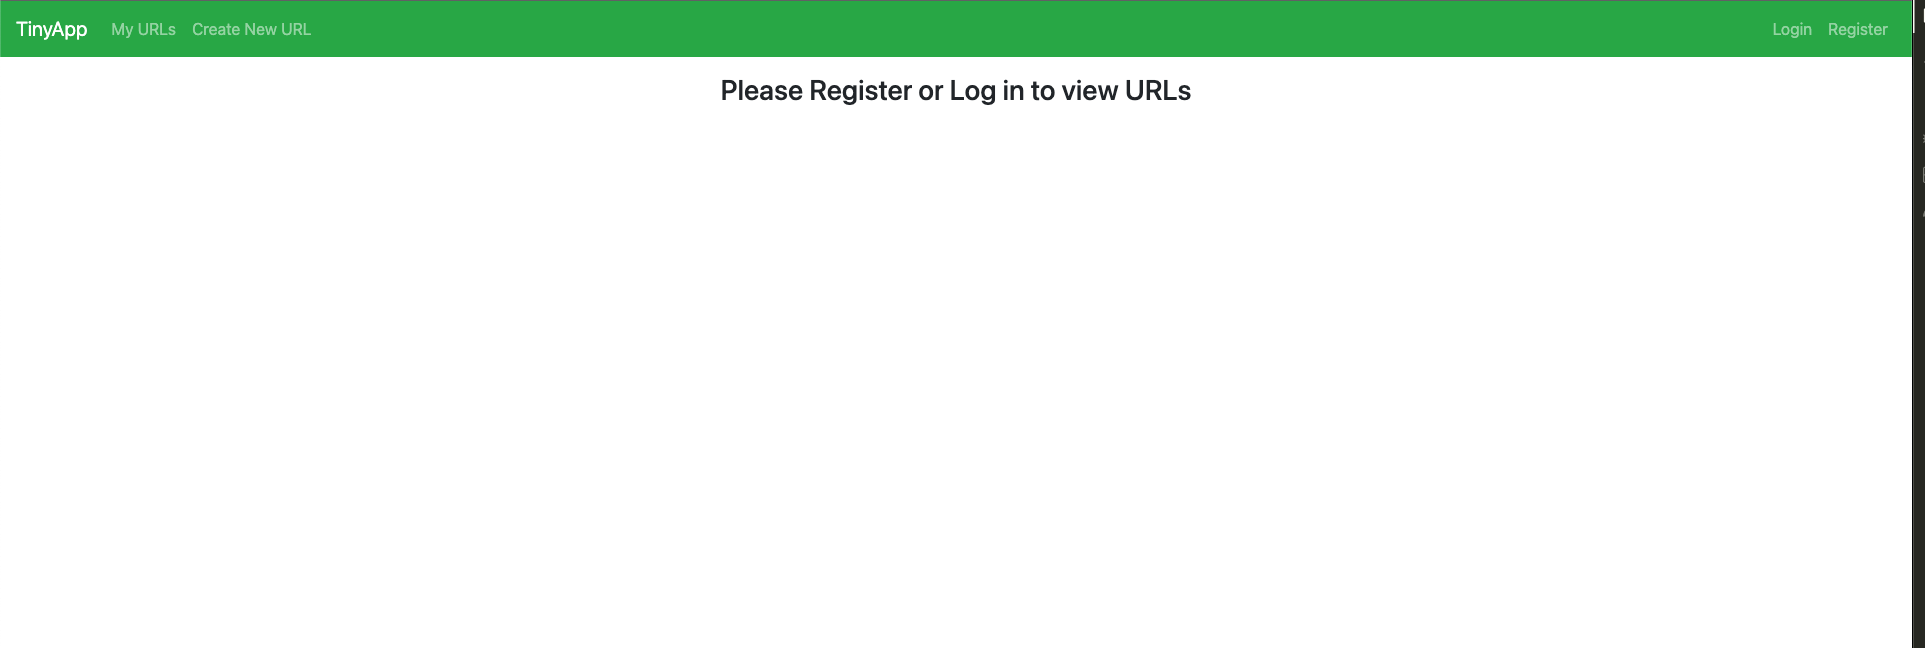 TinyApp My URLs Create New URL Login Register
Please Register or Log in to view URLs